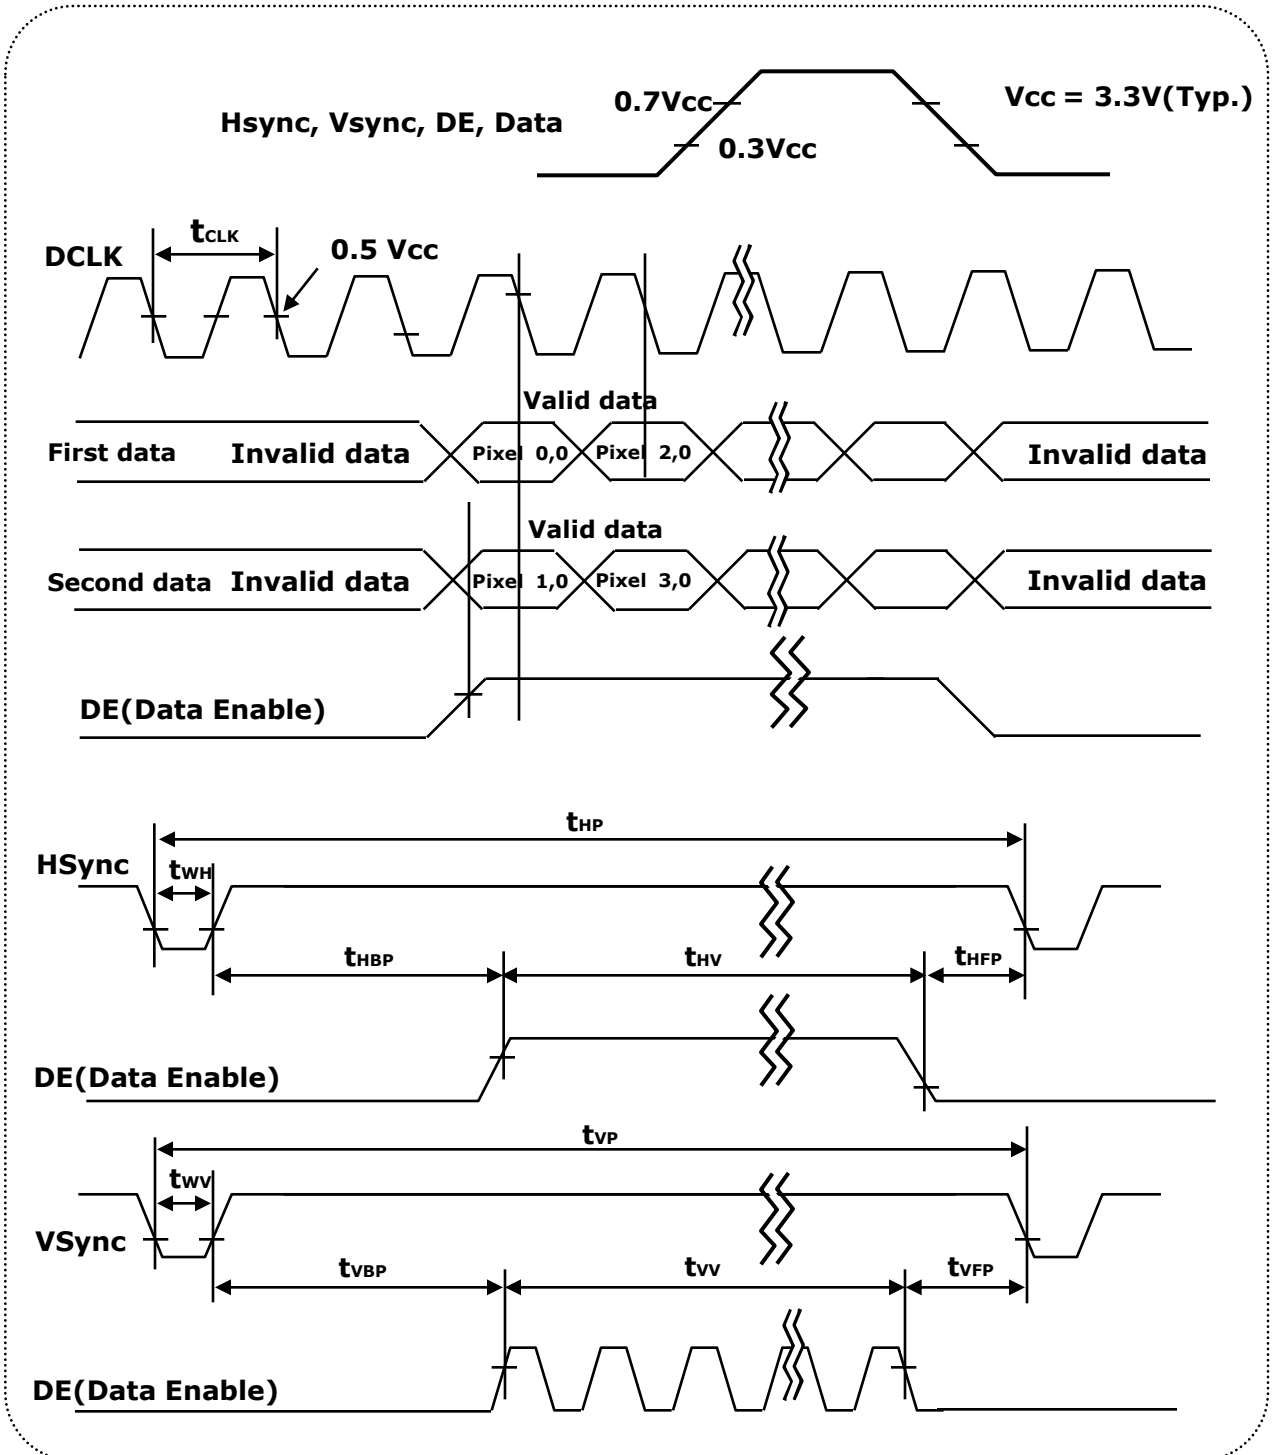 0.7Vcc
Vcc = 3.3V(Typ.)
Hsync, Vsync, DE, Data
0.3Vcc
tCLK
DCLK
0.5 Vcc
Valid data
First data
Invalid data
Pixel 0,0
Pixel 2,0
Invalid data
Valid data
Second data
Invalid data
Pixel 1,0
Pixel 3,0
Invalid data
DE(Data Enable)
tHP
HSync
tWH
tHBP
tHV
tHFP
DE(Data Enable)
tVP
tWV
VSync
tVBP
tVV
tVFP
DE(Data Enable)